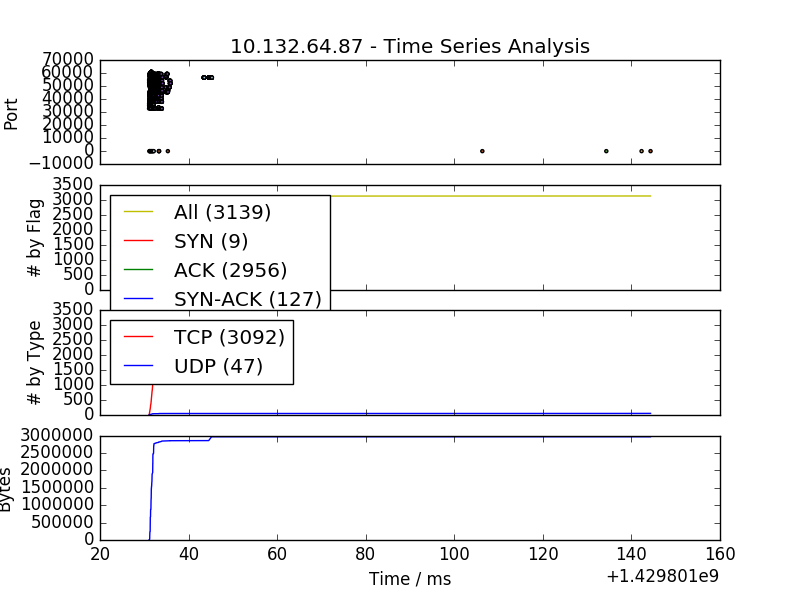 10.132.64.87 - Time Series Analysis
70000
60000
50000
40000
30000
20000
10000
0
−10000
Port
3500
3000
2500
2000
1500
1000
500
0
# by Flag
All (3139)
SYN (9)
ACK (2956)
SYN-ACK (127)
3500
3000
2500
2000
1500
1000
500
0
# by Type
TCP (3092)
UDP (47)
3000000
2500000
2000000
1500000
1000000
500000
0
Bytes
20 40 60 80 100 120 140 160
Time / ms
+1.429801e9